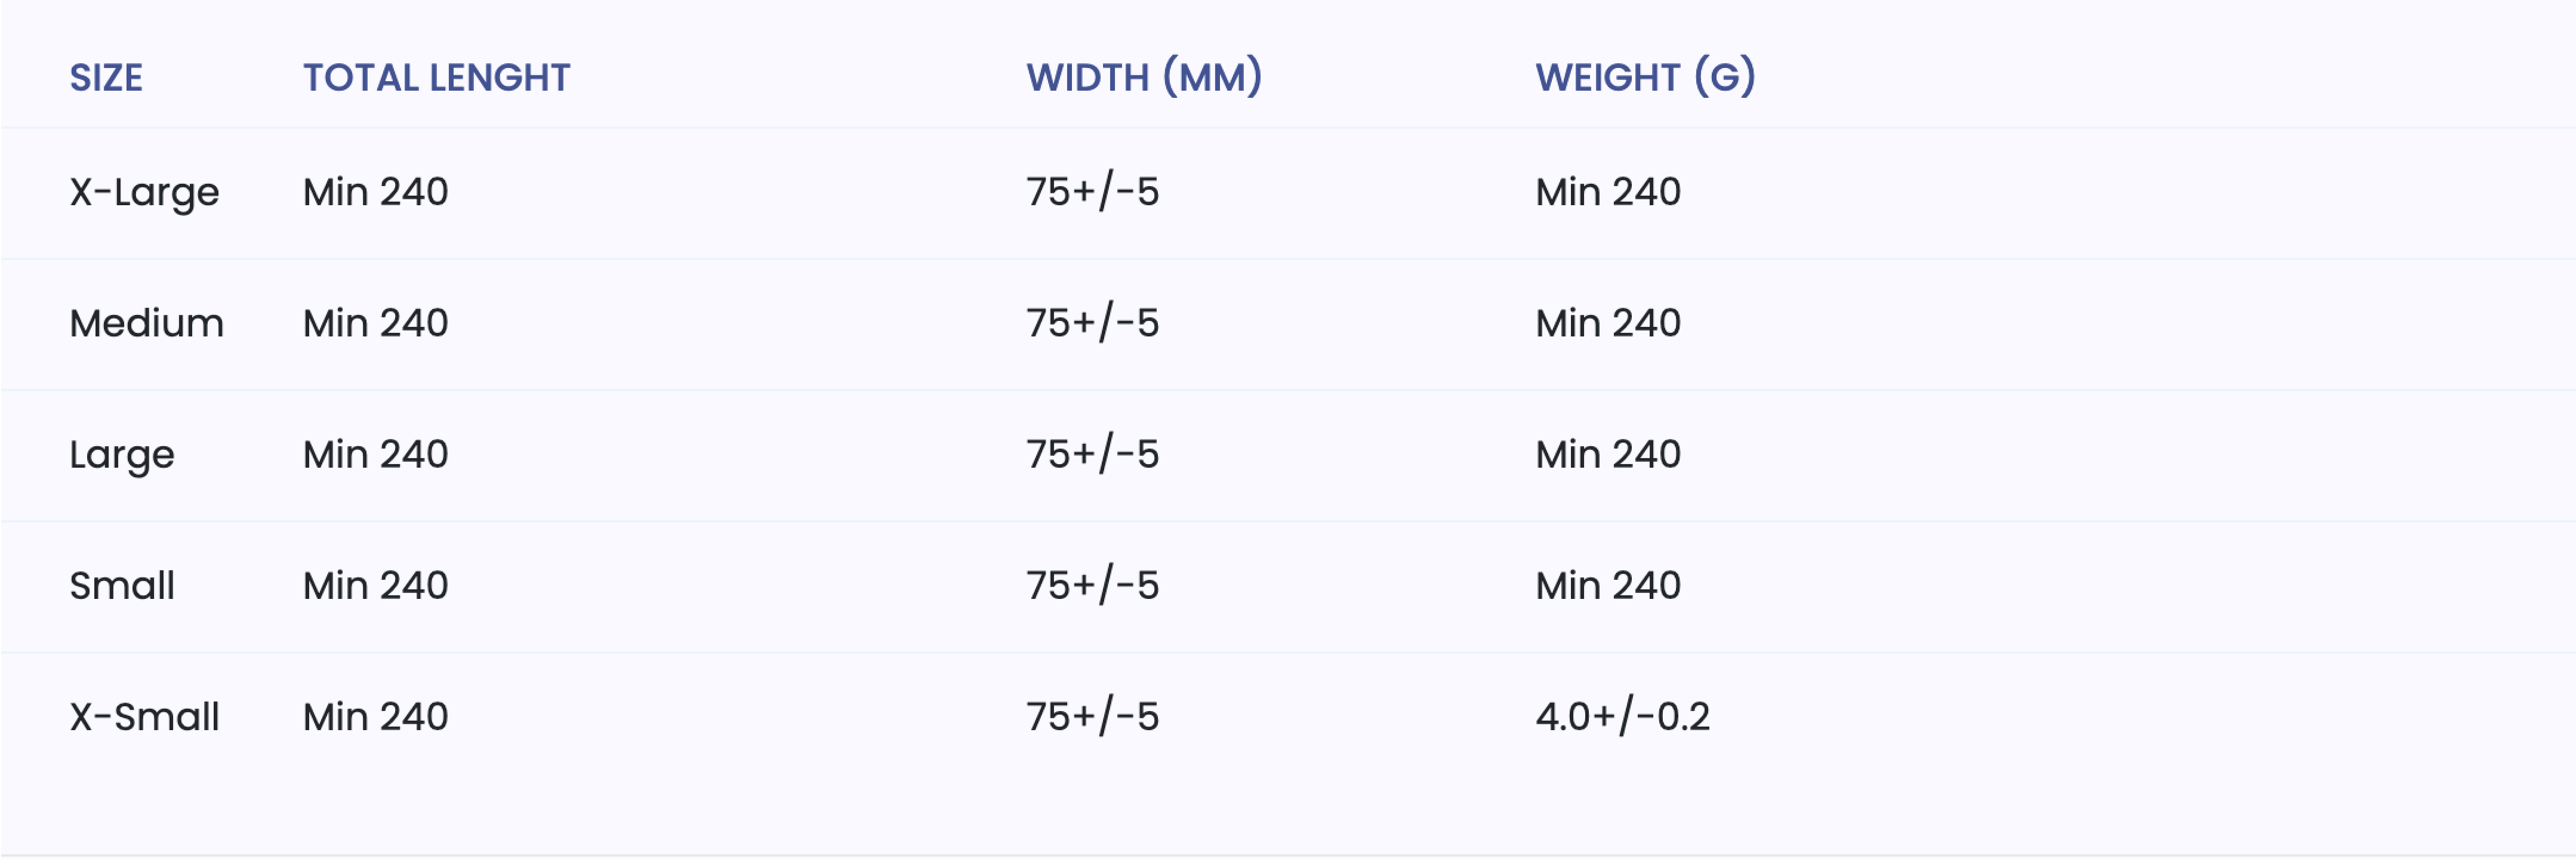 SIZE TOTAL LENGHT WIDTH (MM) WEIGHT (G)
X-Large Min 240 75+/-5 Min 240
Medium Min 240 75+/-5 Min 240
Large Min 240 75+/-5 Min 240
Small Min 240 75+/-5 Min 240
X-Small Min 240 75+/-5 4.0+/-0.2